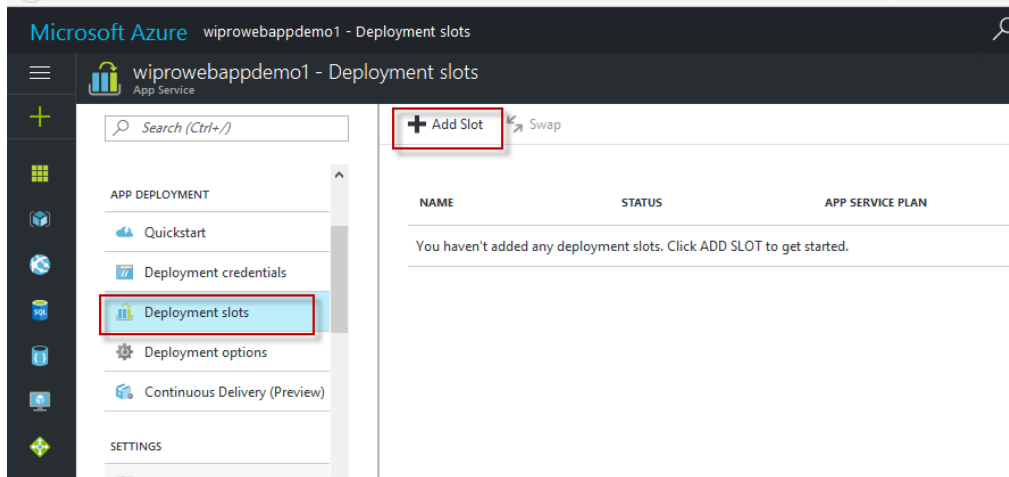 Microsoft Azure wiprowebappdemo1 - Deployment slots
wiprowebappdemo1 - Deployment slots
App Service
Search (Ctrl+/)
Add Slot Swap
APP DEPLOYMENT
Quickstart
Deployment credentials
Deployment slots
Deployment options
Continuous Delivery (Preview)
SETTINGS
NAME STATUS APP SERVICE PLAN
You haven't added any deployment slots. Click ADD SLOT to get started.
SQL